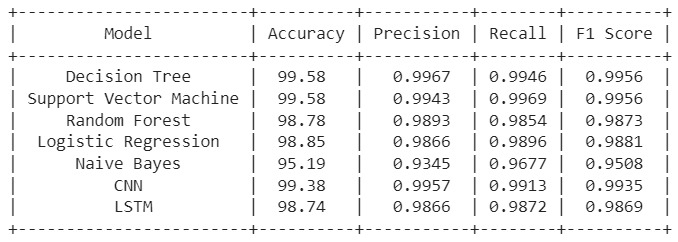 +------------------------+----------+-----------+--------+----------+
|         Model          | Accuracy | Precision | Recall | F1 Score |
+------------------------+----------+-----------+--------+----------+
|     Decision Tree      |  99.58   |  0.9967   | 0.9946 |  0.9956  |
| Support Vector Machine |  99.58   |  0.9943   | 0.9969 |  0.9956  |
|     Random Forest      |  98.78   |  0.9893   | 0.9854 |  0.9873  |
|  Logistic Regression   |  98.85   |  0.9866   | 0.9896 |  0.9881  |
|      Naive Bayes       |  95.19   |  0.9345   | 0.9677 |  0.9508  |
|          CNN           |  99.38   |  0.9957   | 0.9913 |  0.9935  |
|          LSTM          |  98.74   |  0.9866   | 0.9872 |  0.9869  |
+------------------------+----------+-----------+--------+----------+